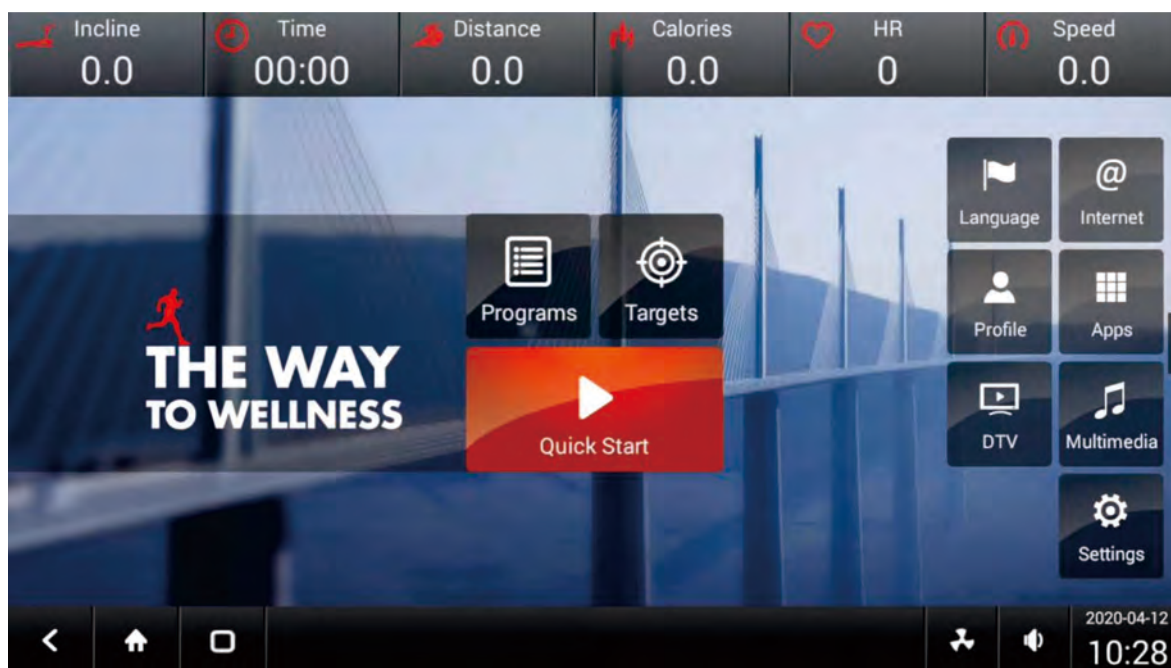 Incline
0.0
Time
00:00
Distance
0.0
Calories
0.0
HR
0
Speed
0.0
Language
@
Internet
Programs
Targets
Profile
Apps
THE WAY
TO WELLNESS
Quick Start
DTV
Multimedia
Settings
2020-04-12
10:28